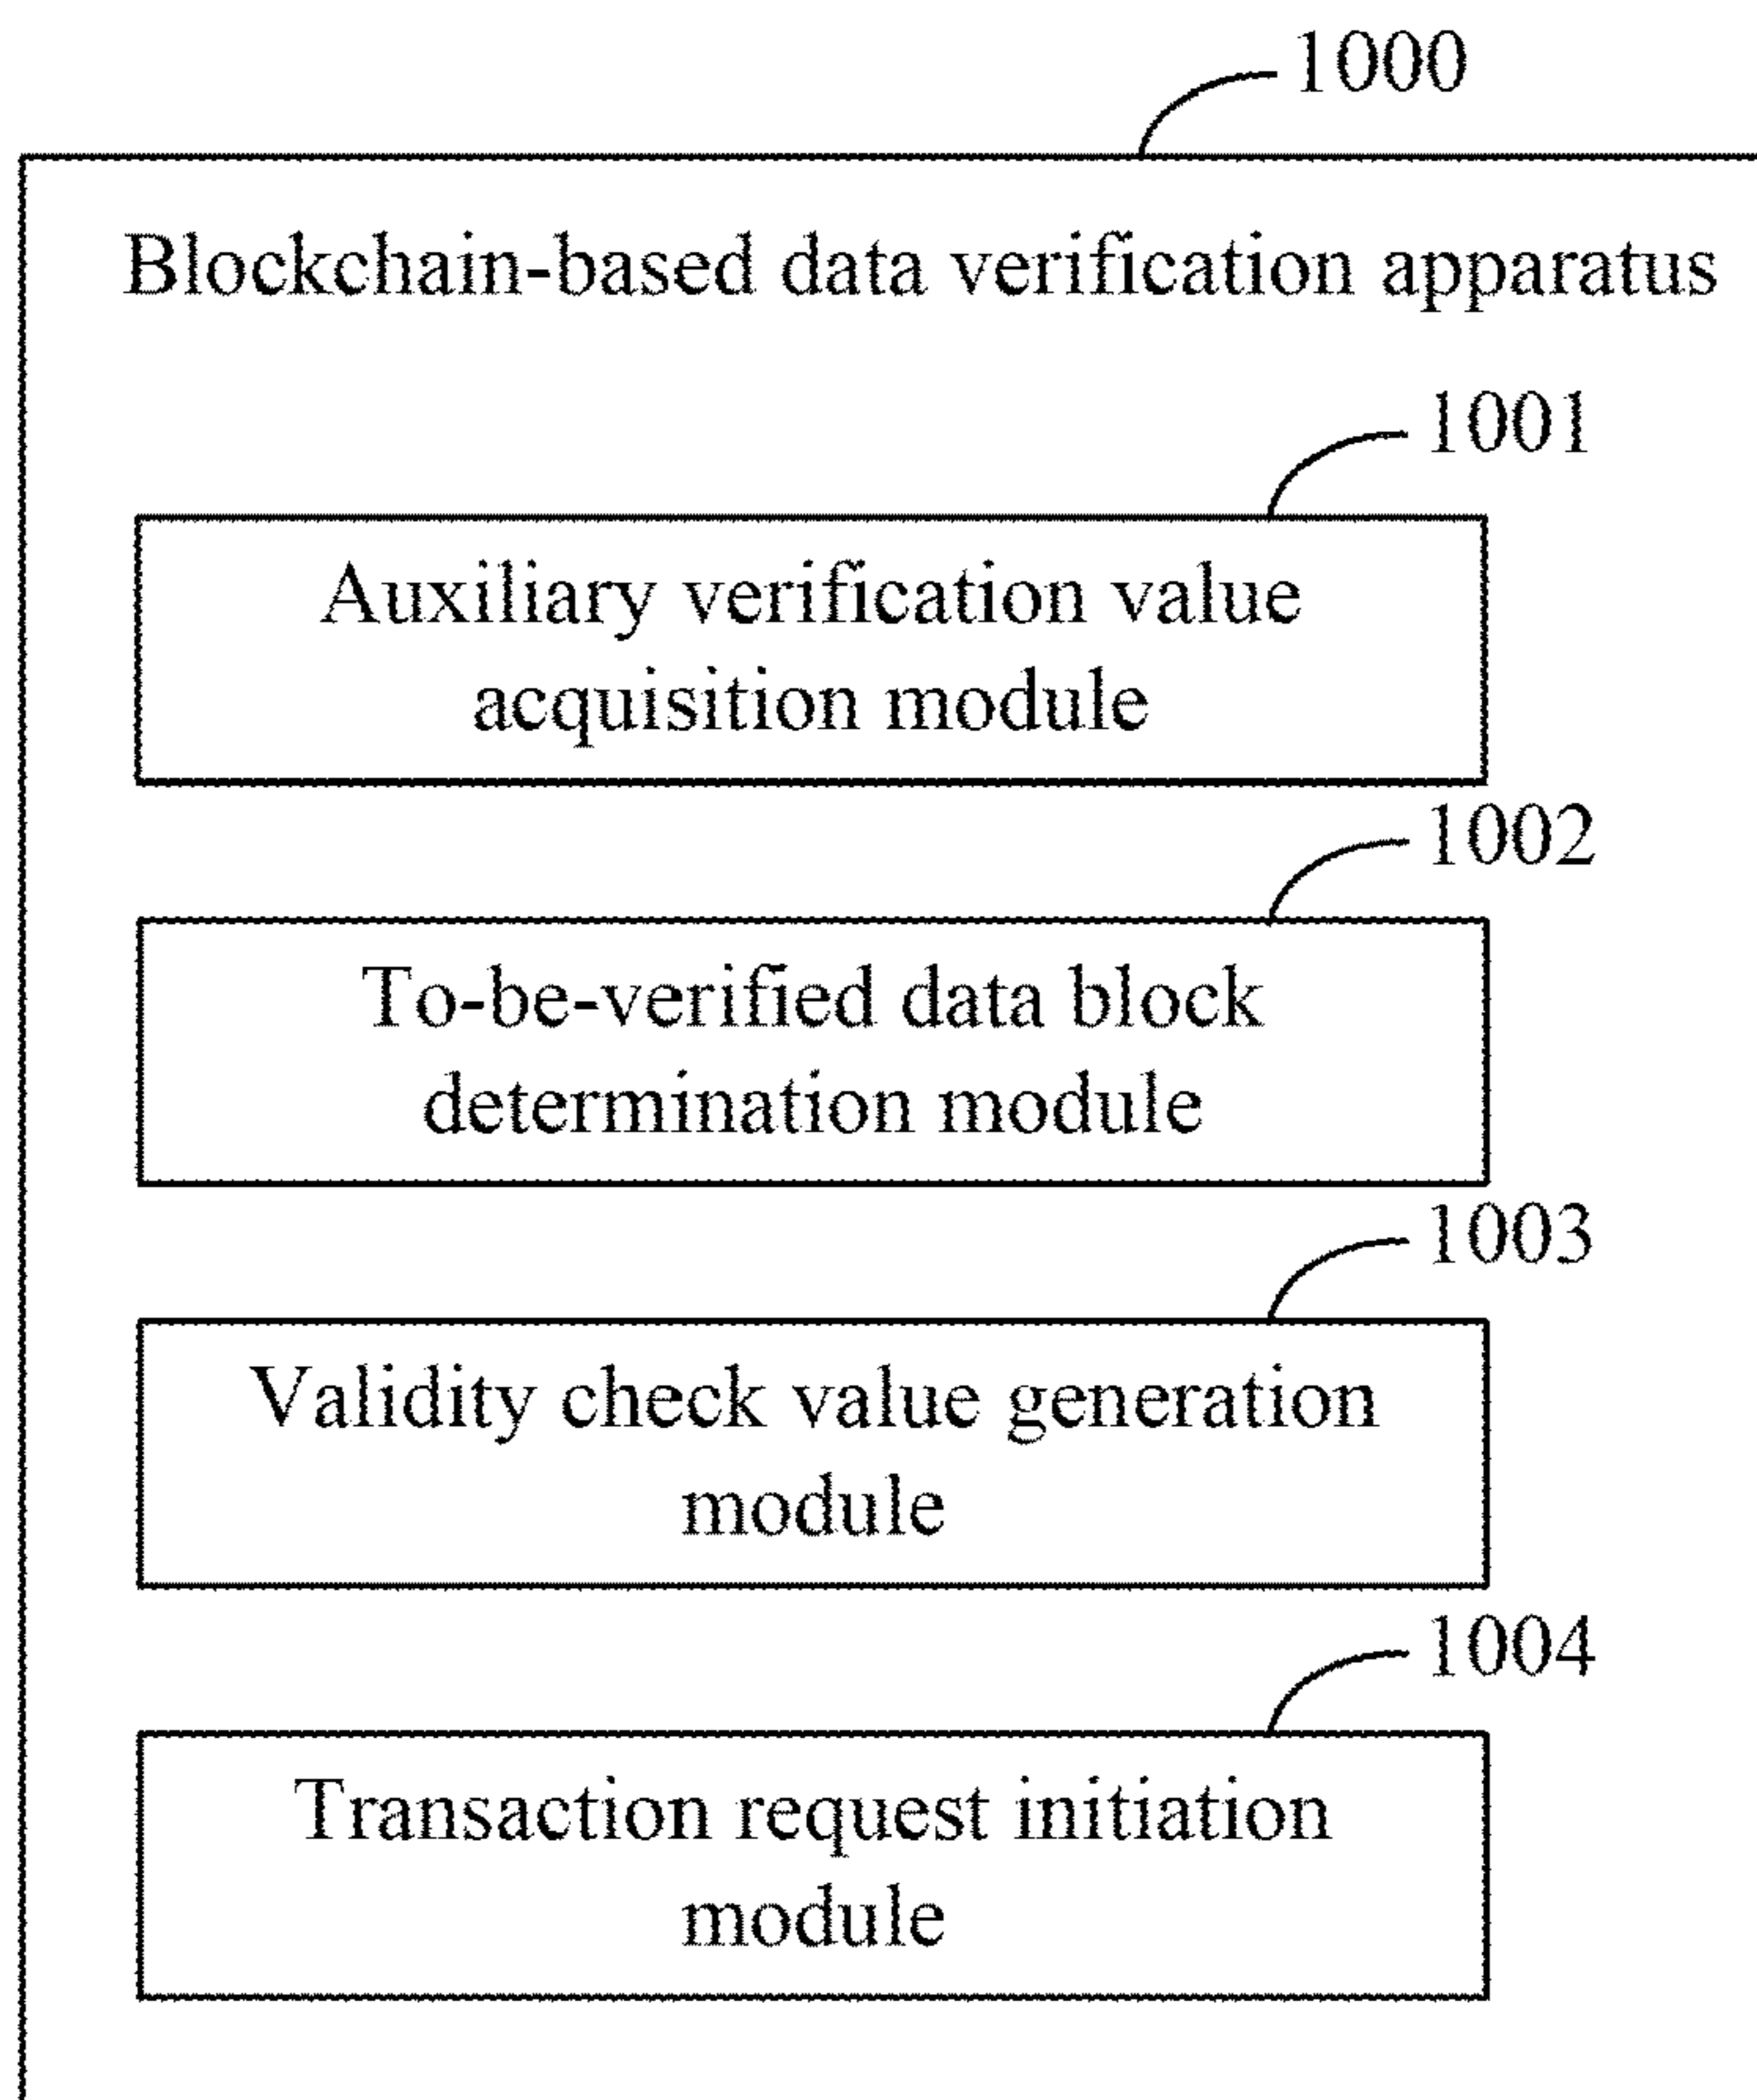 1000
Blockchain-based data verification apparatus
1001
Auxiliary verification value
acquisition module
1002
To-be-verified data block
determination module
1003
Validity check value generation
module
1004
Transaction request initiation
module